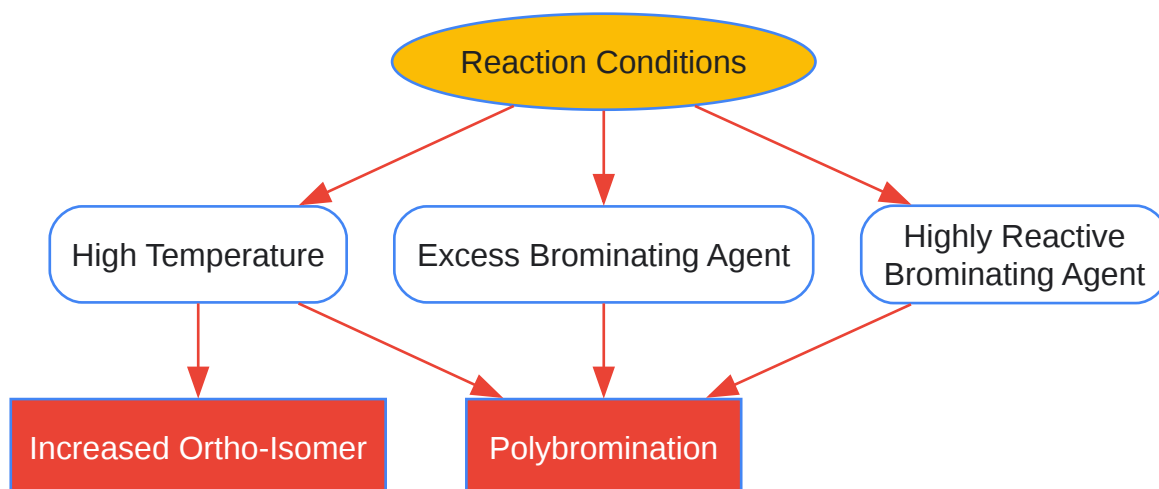 Reaction Conditions
High Temperature
Excess Brominating Agent
Highly Reactive
Brominating Agent
Increased Ortho-Isomer
Polybromination